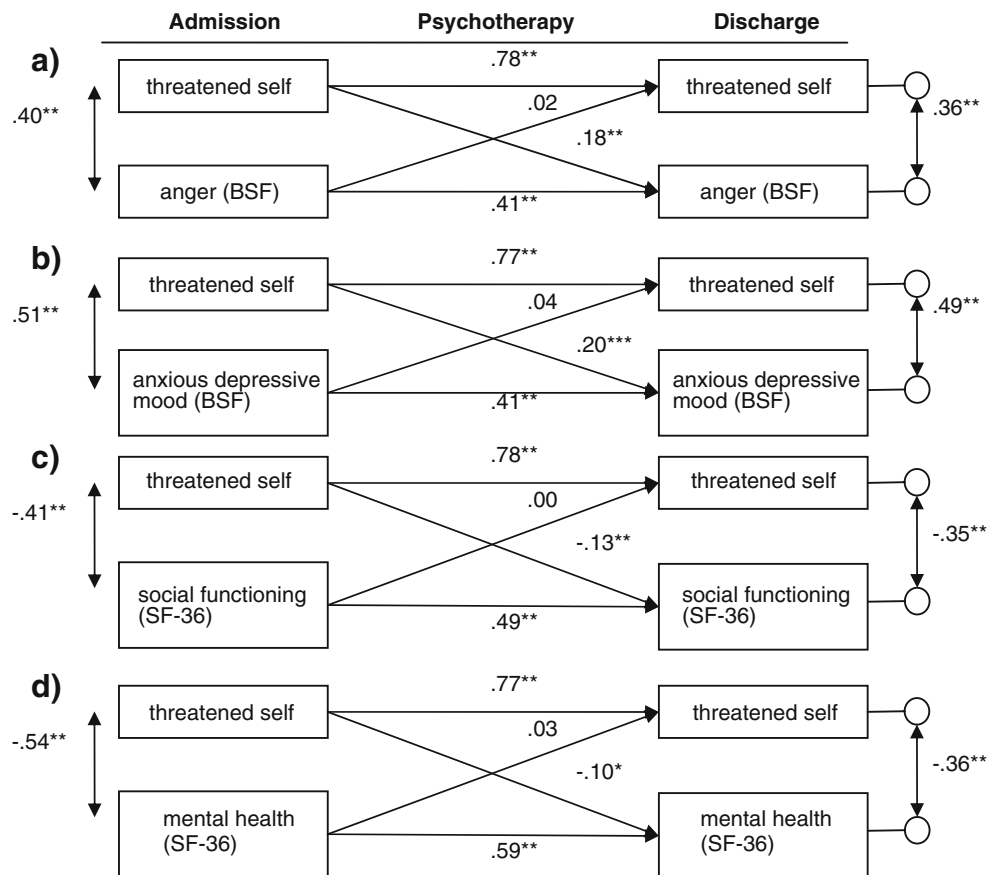 Admission Psychotherapy Discharge
a)
.78**
threatened self
threatened self
.02
.40**
.36**
.18**
anger (BSF)
anger (BSF)
.41**
b)
.77**
threatened self
threatened self
.04
.51**
.49**
.20***
anxious depressive
mood (BSF)
anxious depressive
mood (BSF)
.41**
c)
.78**
threatened self
threatened self
.00
-.41**
-.35**
-.13**
social functioning
(SF-36)
social functioning
(SF-36)
.49**
d)
.77**
threatened self
threatened self
.03
-.54**
-.36**
-.10*
mental health
(SF-36)
mental health
(SF-36)
.59**